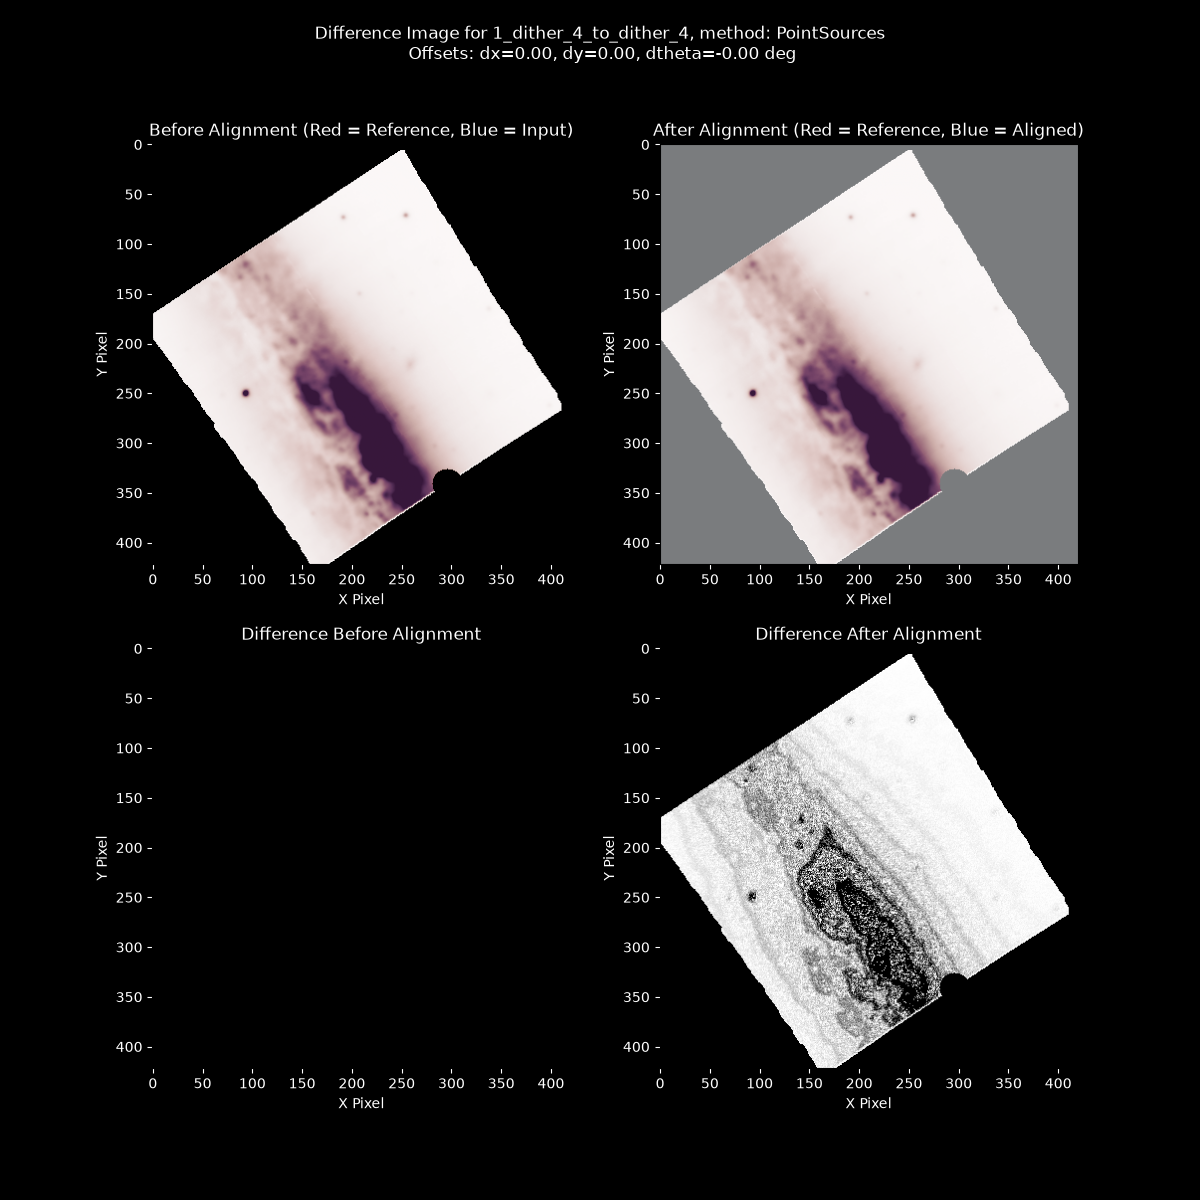 Difference Image for 1_dither_4_to_dither_4, method: PointSources
Offsets: dx=0.00, dy=0.00, dtheta=-0.00 deg
Before Alignment (Red = Reference, Blue = Input)
0
50
100
150
200
250
300
350
400
Y Pixel
0 50 100 150 200 250 300 350 400
X Pixel
After Alignment (Red = Reference, Blue = Aligned)
0
50
100
150
200
250
300
350
400
Y Pixel
0 50 100 150 200 250 300 350 400
X Pixel
Difference Before Alignment
0
50
100
150
200
250
300
350
400
Y Pixel
0 50 100 150 200 250 300 350 400
X Pixel
Difference After Alignment
0
50
100
150
200
250
300
350
400
Y Pixel
0 50 100 150 200 250 300 350 400
X Pixel